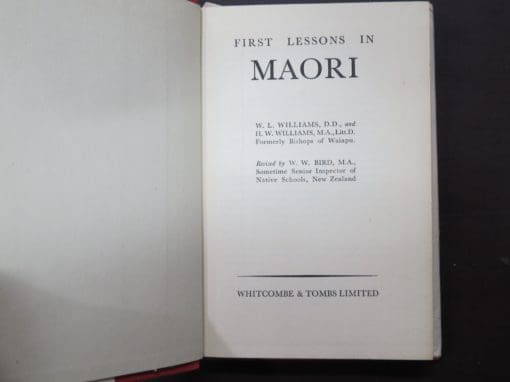 FIRST LESSONS IN
MAORI
W. L. WILLIAMS, D.D., and
H. W. WILLIAMS, M.A., Litt.D.
Formerly Bishops of Waiapu.
Revised by W. W. BIRD, M.A.,
Sometime Senior Inspector of
Native Schools, New Zealand
WHITCOMBE & TOMBS LIMITED